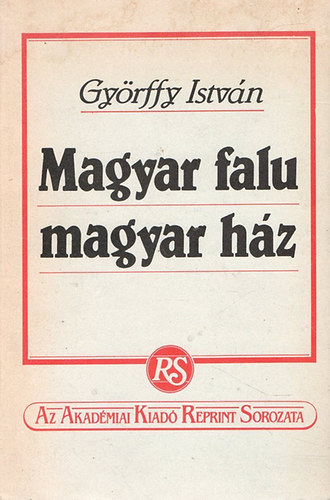 Györffy István
Magyar falu
magyar ház
RS
Az Akadémiai Kiadó Reprint Sorozata